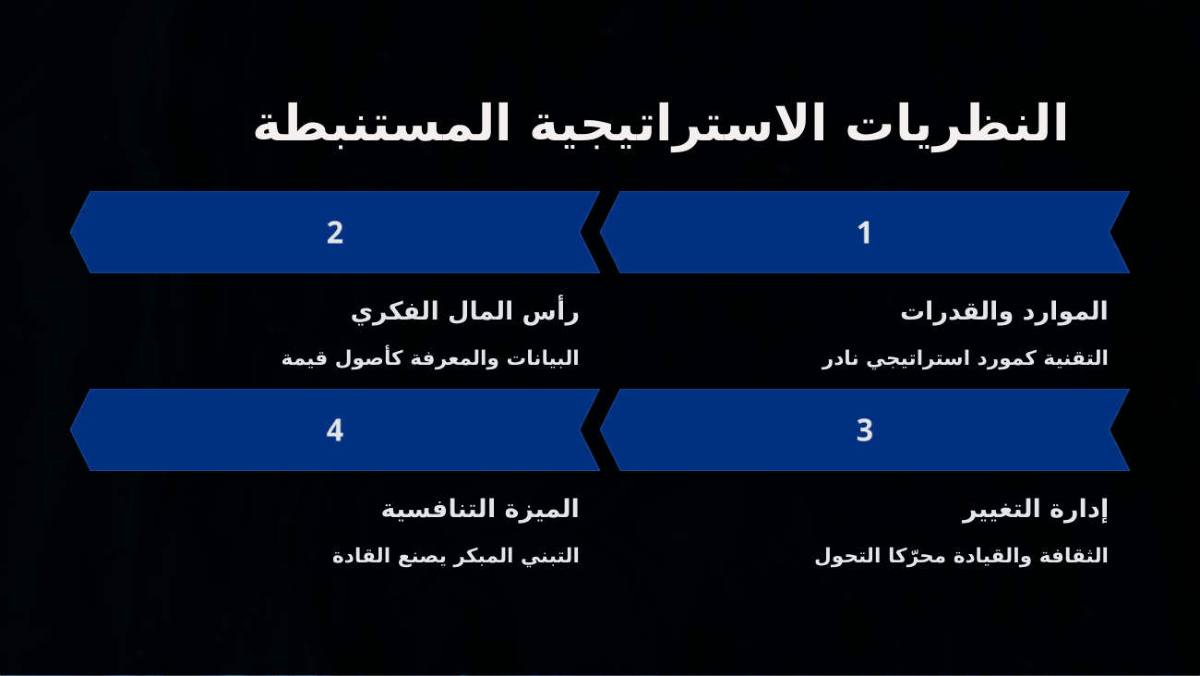 النظريات الاستراتيجية المستنبطة
1
الموارد والقدرات
التقنية كمورد استراتيجي نادر
2
رأس المال الفكري
البيانات والمعرفة كأصول قيمة
3
إدارة التغيير
الثقافة والقيادة محرّكا التحول
4
الميزة التنافسية
التبني المبكر يصنع القادة